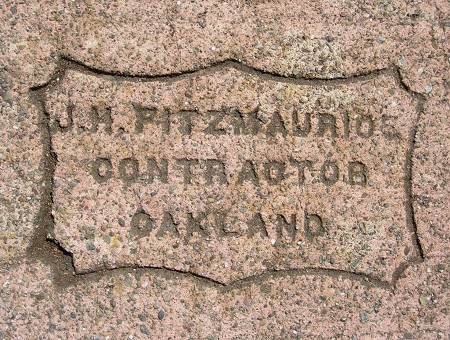 J.H. FITZMAURICE
CONTRACTOR
OAKLAND